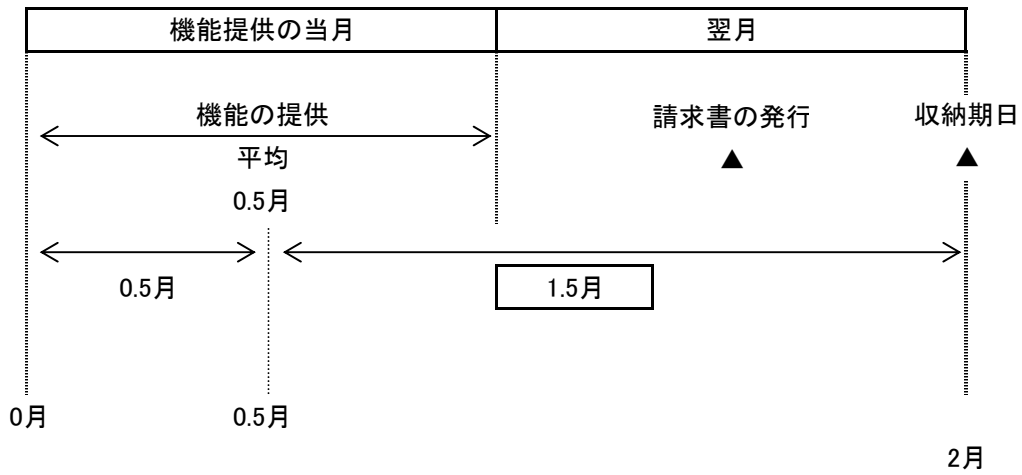 機能提供の当月 翌月
機能の提供 請求書の発行 収納期日
平均 ▲ ▲
0.5月
0.5月 1.5月
0月 0.5月
2月